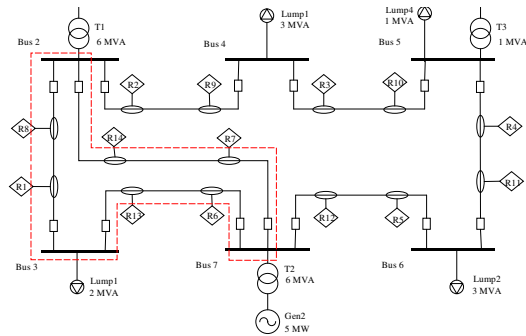 T1
6 MVA
Bus 2
Lump1
3 MVA
Bus 4
Lump4
1 MVA
Bus 5
T3
1 MVA
R2
R9
R3
R10
R8
R14
R7
R4
R1
R11
R13
R6
R12
R5
Bus 3
Lump1
2 MVA
Bus 7
T2
6 MVA
Gen2
5 MW
Bus 6
Lump2
3 MVA